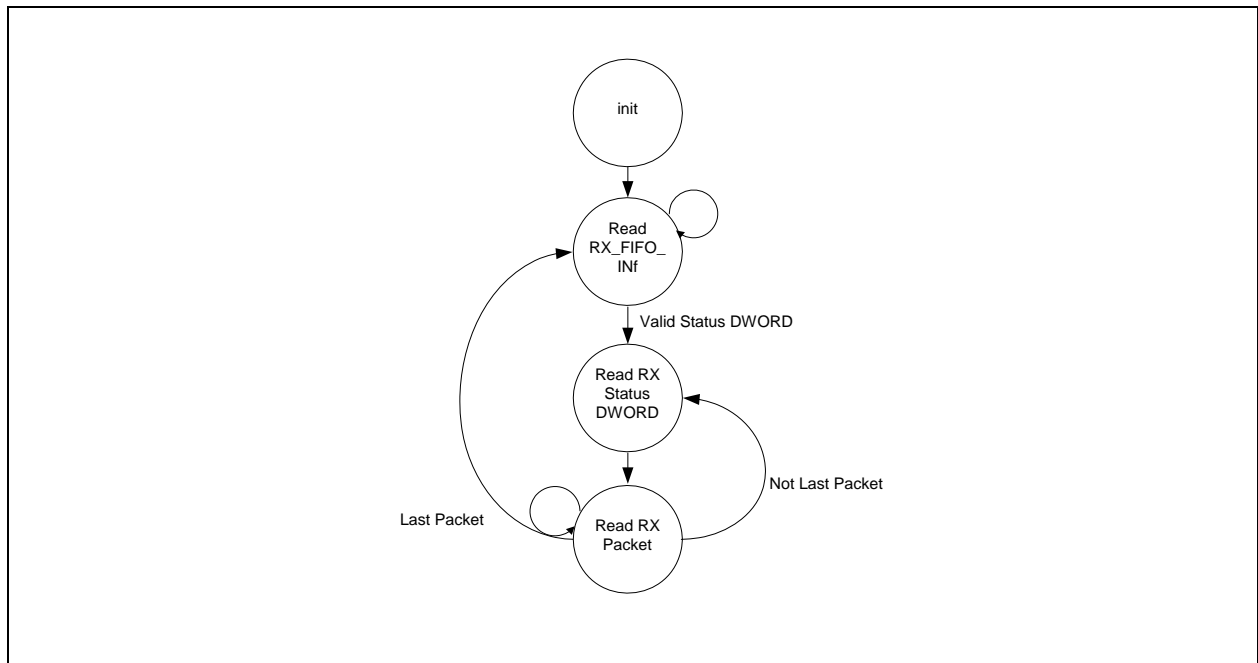 init
Read
RX_FIFO_
INf
Valid Status DWORD
Read RX
Status
DWORD
Not Last Packet
Last Packet
Read RX
Packet